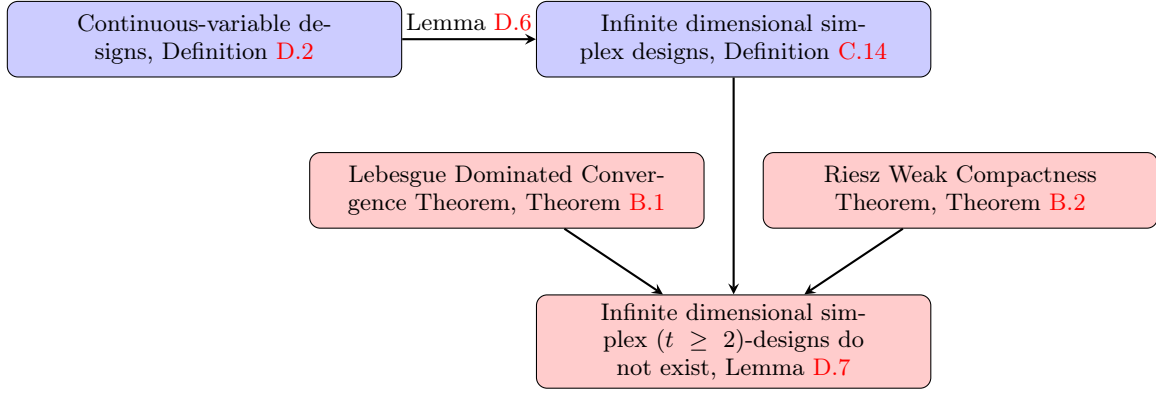 Continuous-variable de-
signs, Definition D.2
Lemma D.6
Infinite dimensional sim-
plex designs, Definition C.14
Lebesgue Dominated Conver-
gence Theorem, Theorem B.1
Riesz Weak Compactness
Theorem, Theorem B.2
Infinite dimensional sim-
plex (t ≥ 2)-designs do
not exist, Lemma D.7